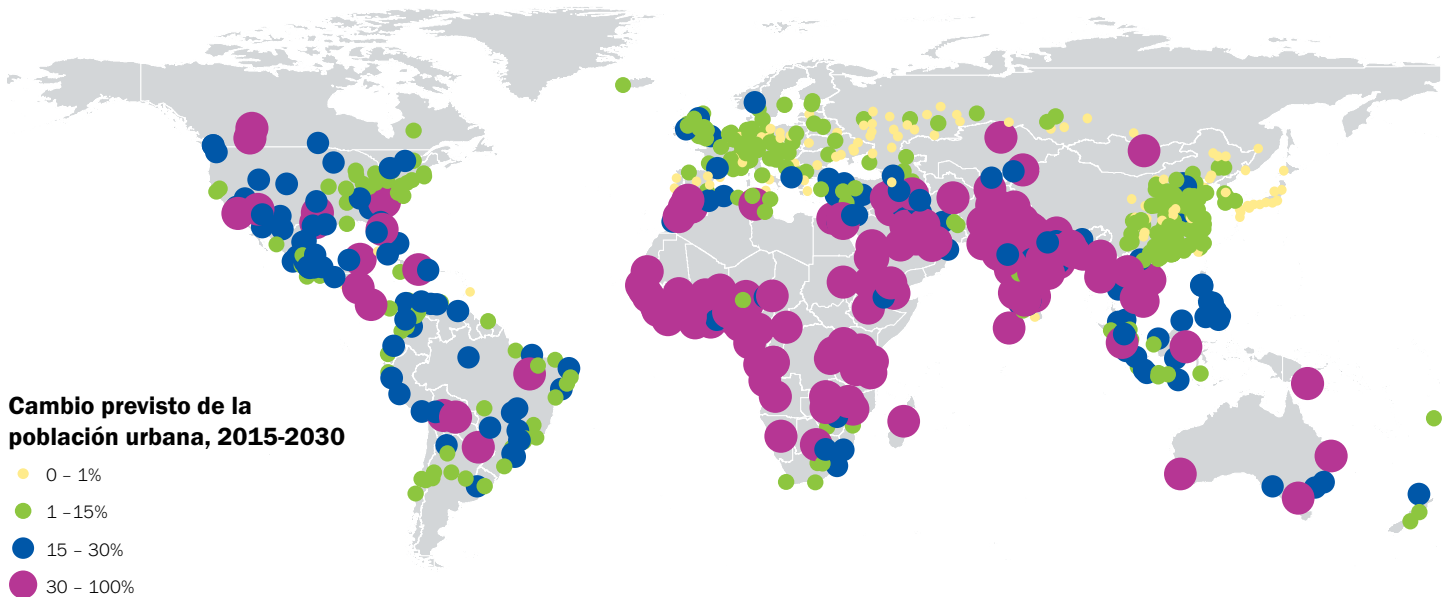 Cambio previsto de la
población urbana, 2015-2030
0 – 1%
1 –15%
15 – 30%
30 – 100%